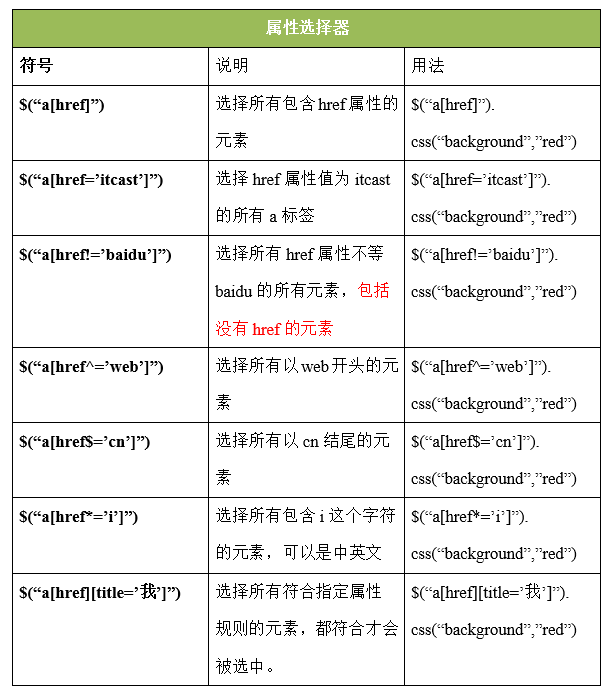 属性选择器
符号 说明 用法
$(“a[href]”) 选择所有包含 href 属性的 $(“a[href]”).
元素 css(“background”,”red”)
$(“a[href=’itcast’]”) 选择 href 属性值为 itcast $(“a[href=’itcast’]”).
的所有 a 标签 css(“background”,”red”)
$(“a[href!=’baidu’]”) 选择所有 href 属性不等 $(“a[href!=’baidu’]”).
baidu 的所有元素，包括 css(“background”,”red”)
没有 href 的元素
$(“a[href^=’web’]”) 选择所有以 web 开头的元 $(“a[href^=’web’]”).
素 css(“background”,”red”)
$(“a[href$=’cn’]”) 选择所有以 cn 结尾的元 $(“a[href$=’cn’]”).
素 css(“background”,”red”)
$(“a[href*=’i’]”) 选择所有包含 i 这个字符 $(“a[href*=’i’]”).
的元素，可以是中英文 css(“background”,”red”)
$(“a[href][title=’我’]”) 选择所有符合指定属性 $(“a[href][title=’我’]”).
规则的元素，都符合才会 css(“background”,”red”)
被选中。